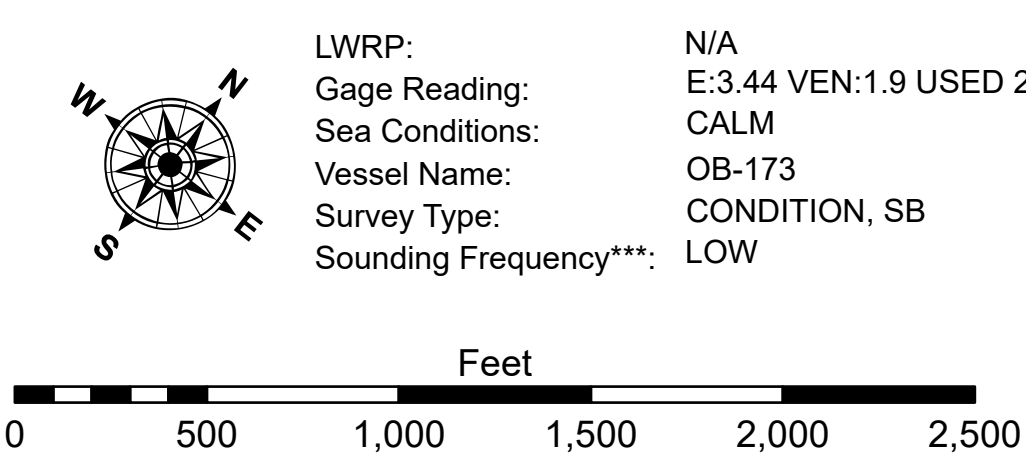 N
W
E
S
LWRP: N/A
Gage Reading: E:3.44 VEN:1.9 USED 2
Sea Conditions: CALM
Vessel Name: OB-173
Survey Type: CONDITION, SB
Sounding Frequency***: LOW
Feet
0 500 1,000 1,500 2,000 2,500